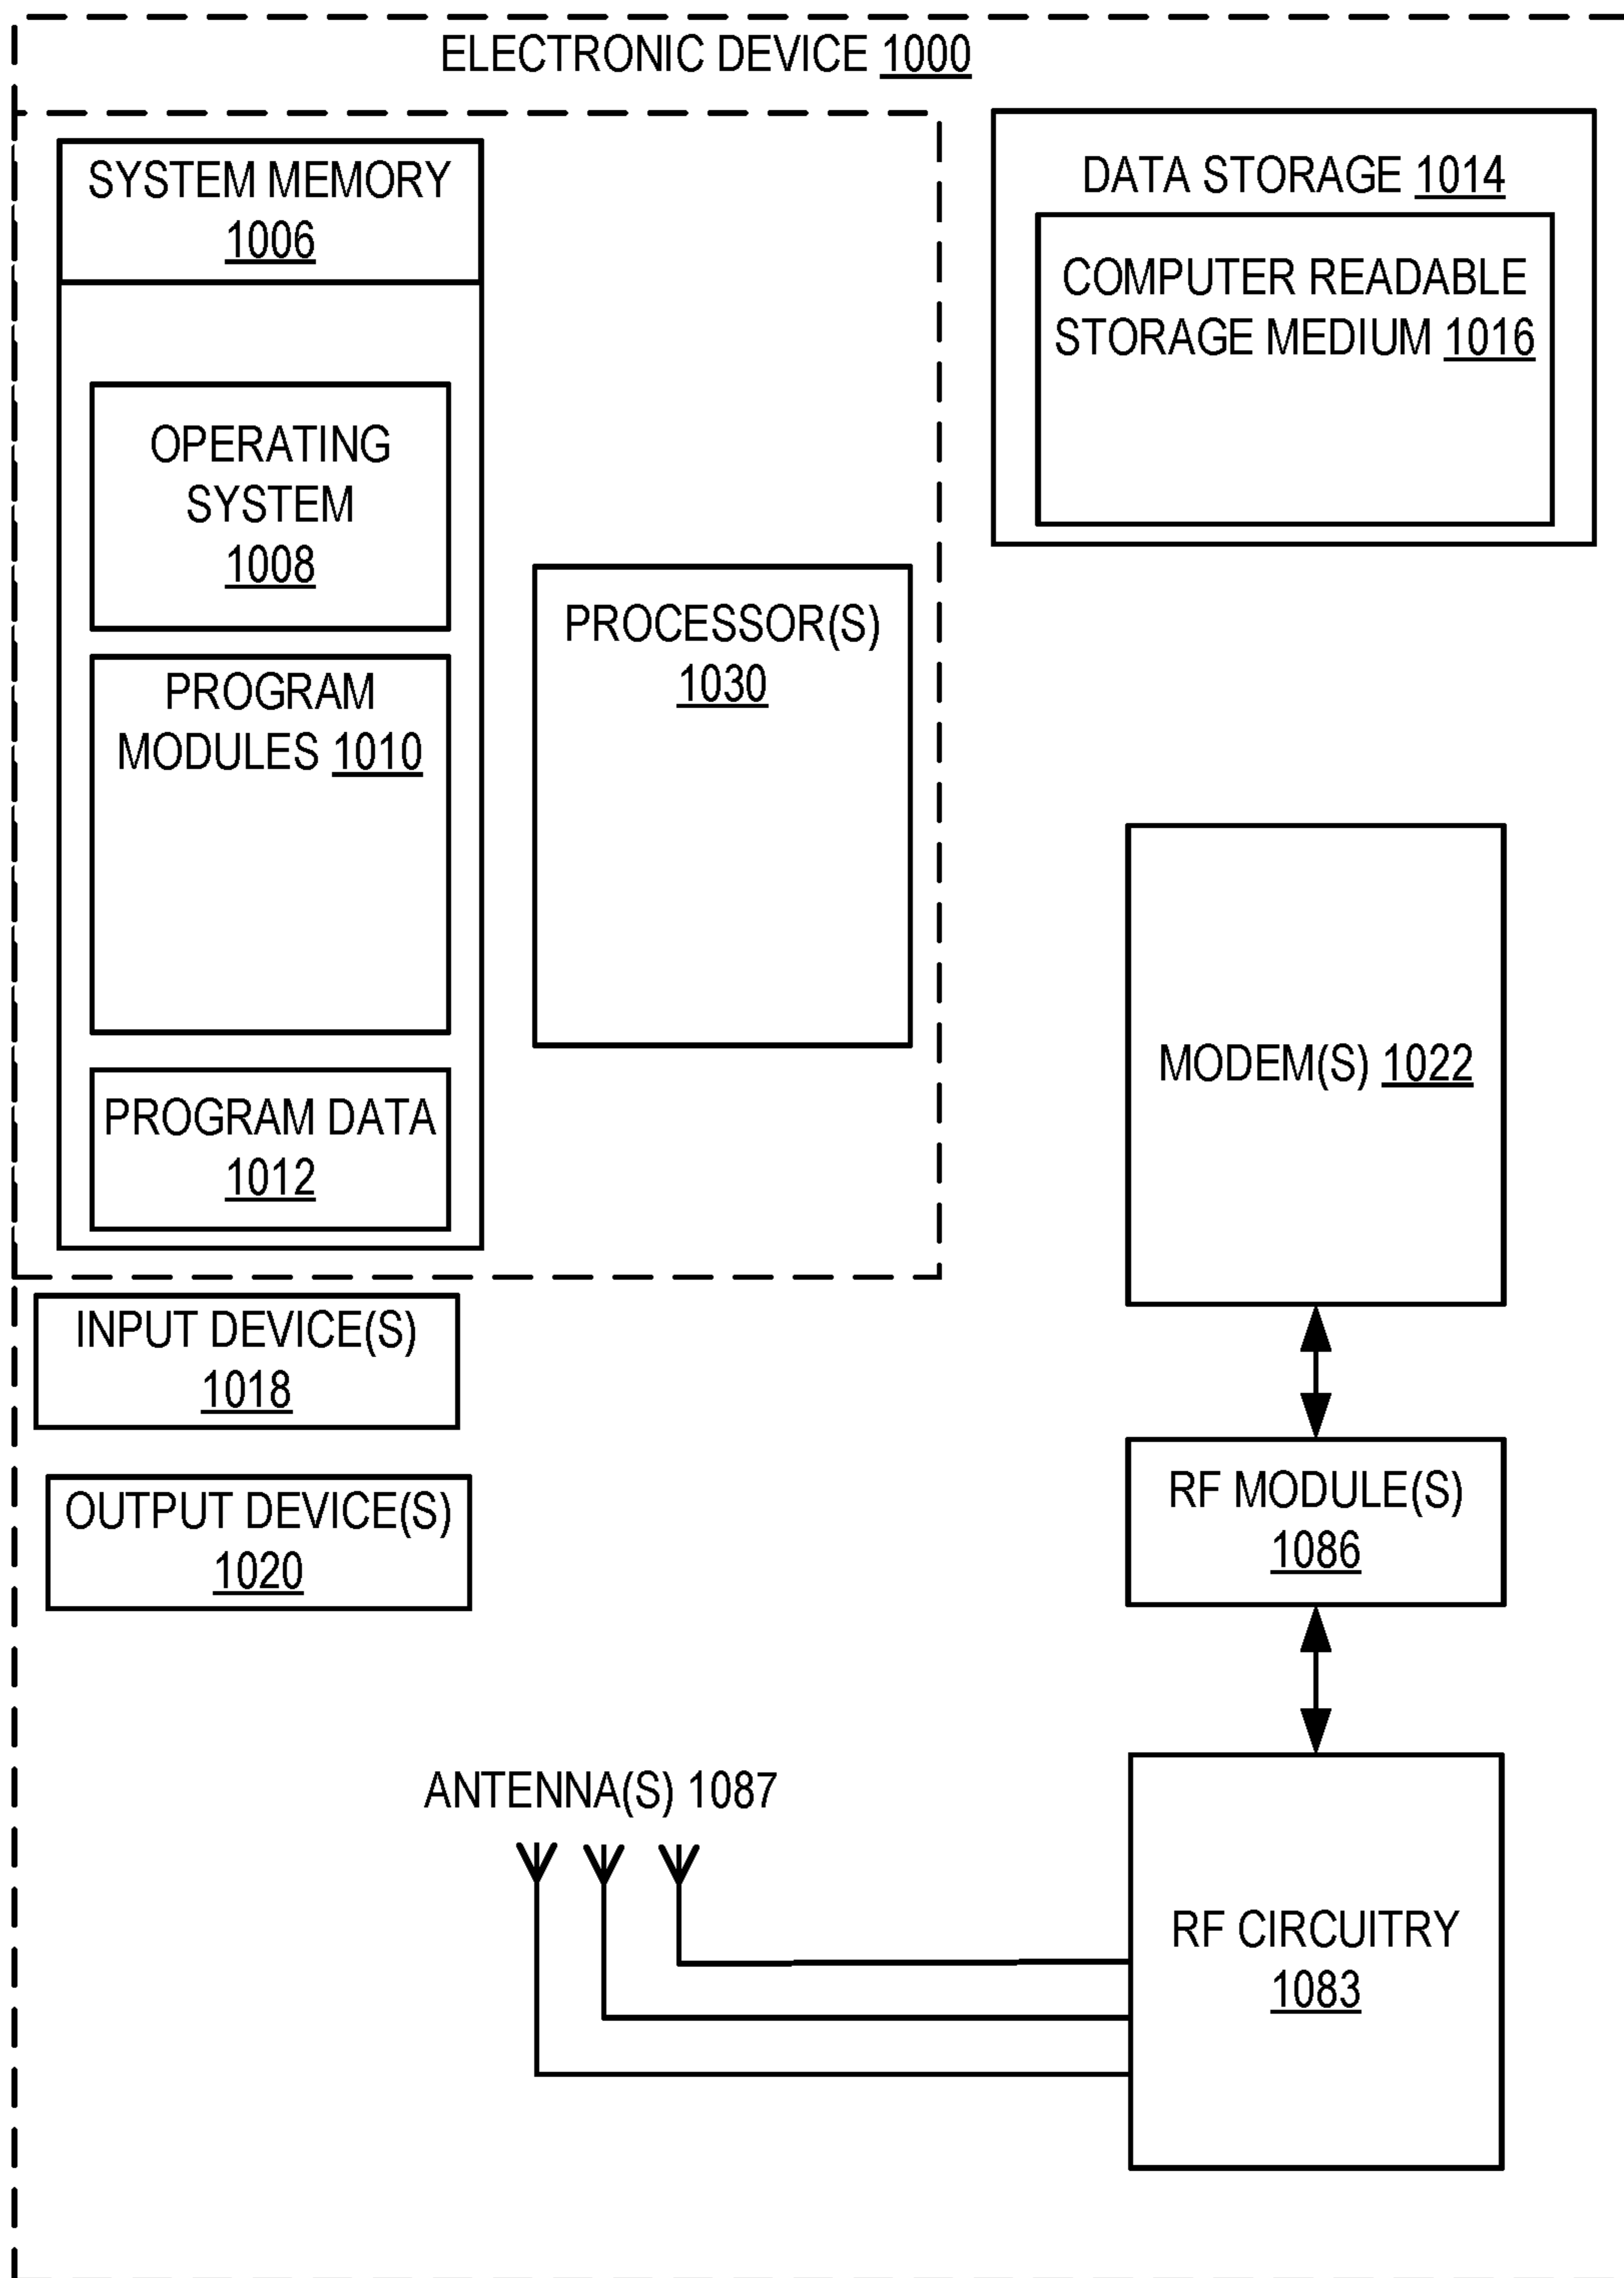 ELECTRONIC DEVICE 1000
SYSTEM MEMORY
1006
OPERATING
SYSTEM
1008
PROGRAM
MODULES 1010
PROGRAM DATA
1012
PROCESSOR(S)
1030
DATA STORAGE 1014
COMPUTER READABLE
STORAGE MEDIUM 1016
MODEM(S) 1022
INPUT DEVICE(S)
1018
OUTPUT DEVICE(S)
1020
RF MODULE(S)
1086
ANTENNA(S) 1087
RF CIRCUITRY
1083